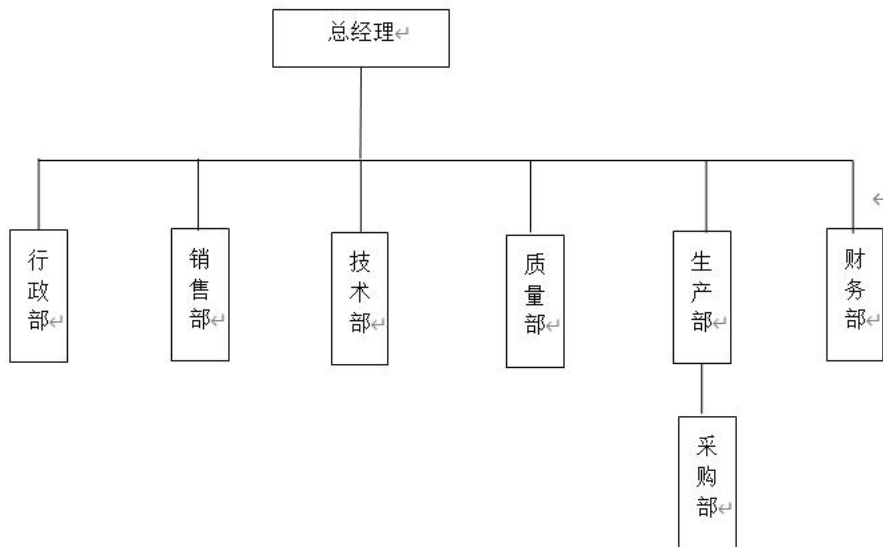 总经理
行政部
销售部
技术部
质量部
生产部
财务部
采购部